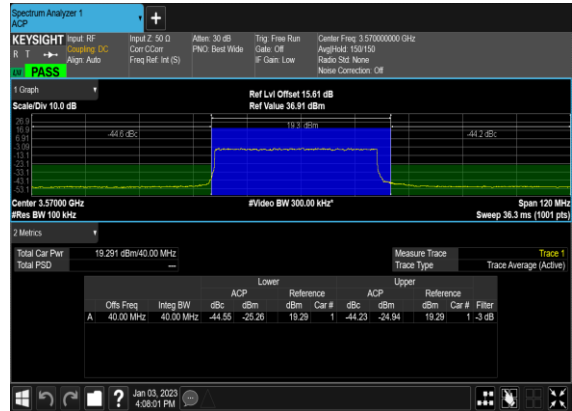 Spectrum Analyzer 1
ACP
+
KEYSIGHT Input: RF Input Z: 50 Ω Atten: 30 dB Trig: Free Run Center Freq: 3.570000000 GHz
R T Coupling: DC Corr CCorr PNO: Best Wide Gate: Off Avg|Hold: 150/150
Align: Auto Freq Ref: Int (S) IF Gain: Low Radio Std: None
LW PASS Noise Correction: Off
1 Graph Ref Lvl Offset 15.61 dB
Scale/Div 10.0 dB Ref Value 36.91 dBm
26.9
16.9 19.3 dBm
6.91 -44.6 dBc -44.2 dBc
-3.09
-13.1
-23.1
-33.1
-43.1
-53.1
Center 3.57000 GHz #Video BW 300.00 kHz* Span 120 MHz
#Res BW 100 kHz Sweep 36.3 ms (1001 pts)
2 Metrics
Total Car Pwr 19.291 dBm/40.00 MHz Measure Trace Trace 1
Total PSD --- Trace Type Trace Average (Active)
Lower Upper
ACP Reference ACP Reference
Offs Freq Integ BW dBc dBm dBm Car # dBc dBm dBm Car # Filter
A 40.00 MHz 40.00 MHz -44.55 -25.26 19.29 1 -44.23 -24.94 19.29 1 -3 dB
? Jan 03, 2023
4:08:01 PM